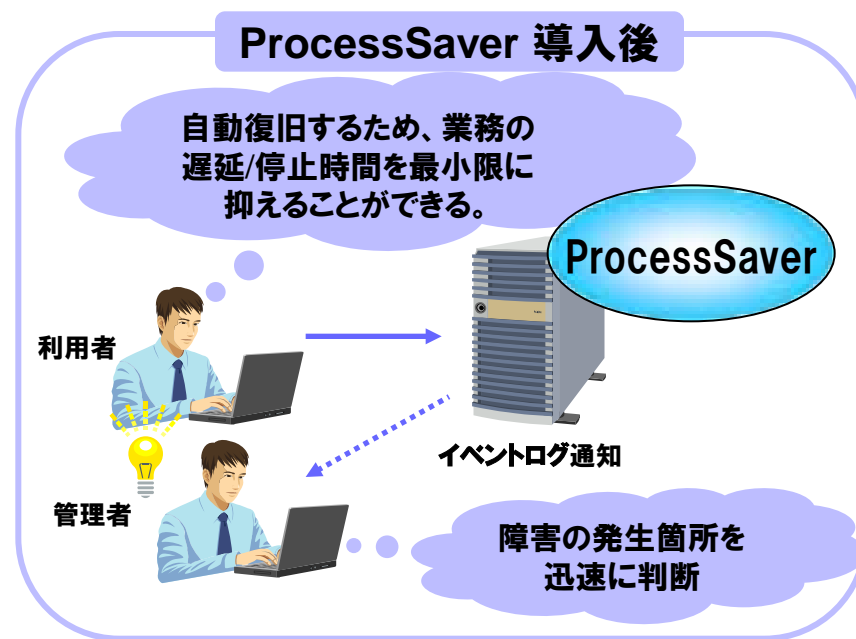 ProcessSaver 導入後
自動復旧するため、業務の
遅延/停止時間を最小限に
抑えることができる。
ProcessSaver
利用者
イベントログ通知
管理者
障害の発生箇所を
迅速に判断